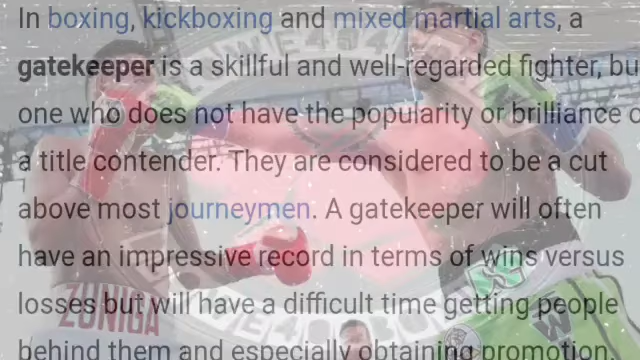 In boxing, kickboxing and mixed martial arts, a
gatekeeper is a skillful and well-regarded fighter, bu
one who does not have the popularity or brilliance o
a title contender. They are considered to be a cut
above most journeymen. A gatekeeper will often
have an impressive record in terms of wins versus
losses but will have a difficult time getting people
behind them and especially obtaining promotion.
ZUNIGA
W